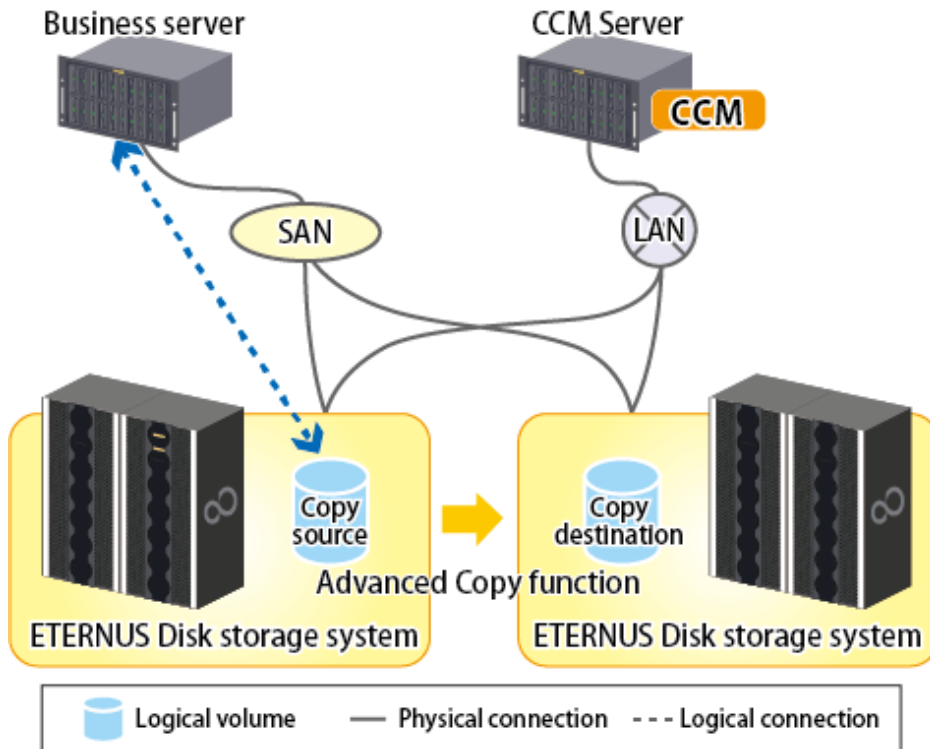 Business server
CCM Server
CCM
SAN
LAN
Copy
source
Copy
destination
Advanced Copy function
ETERNUS Disk storage system
ETERNUS Disk storage system
Logical volume
Physical connection
Logical connection